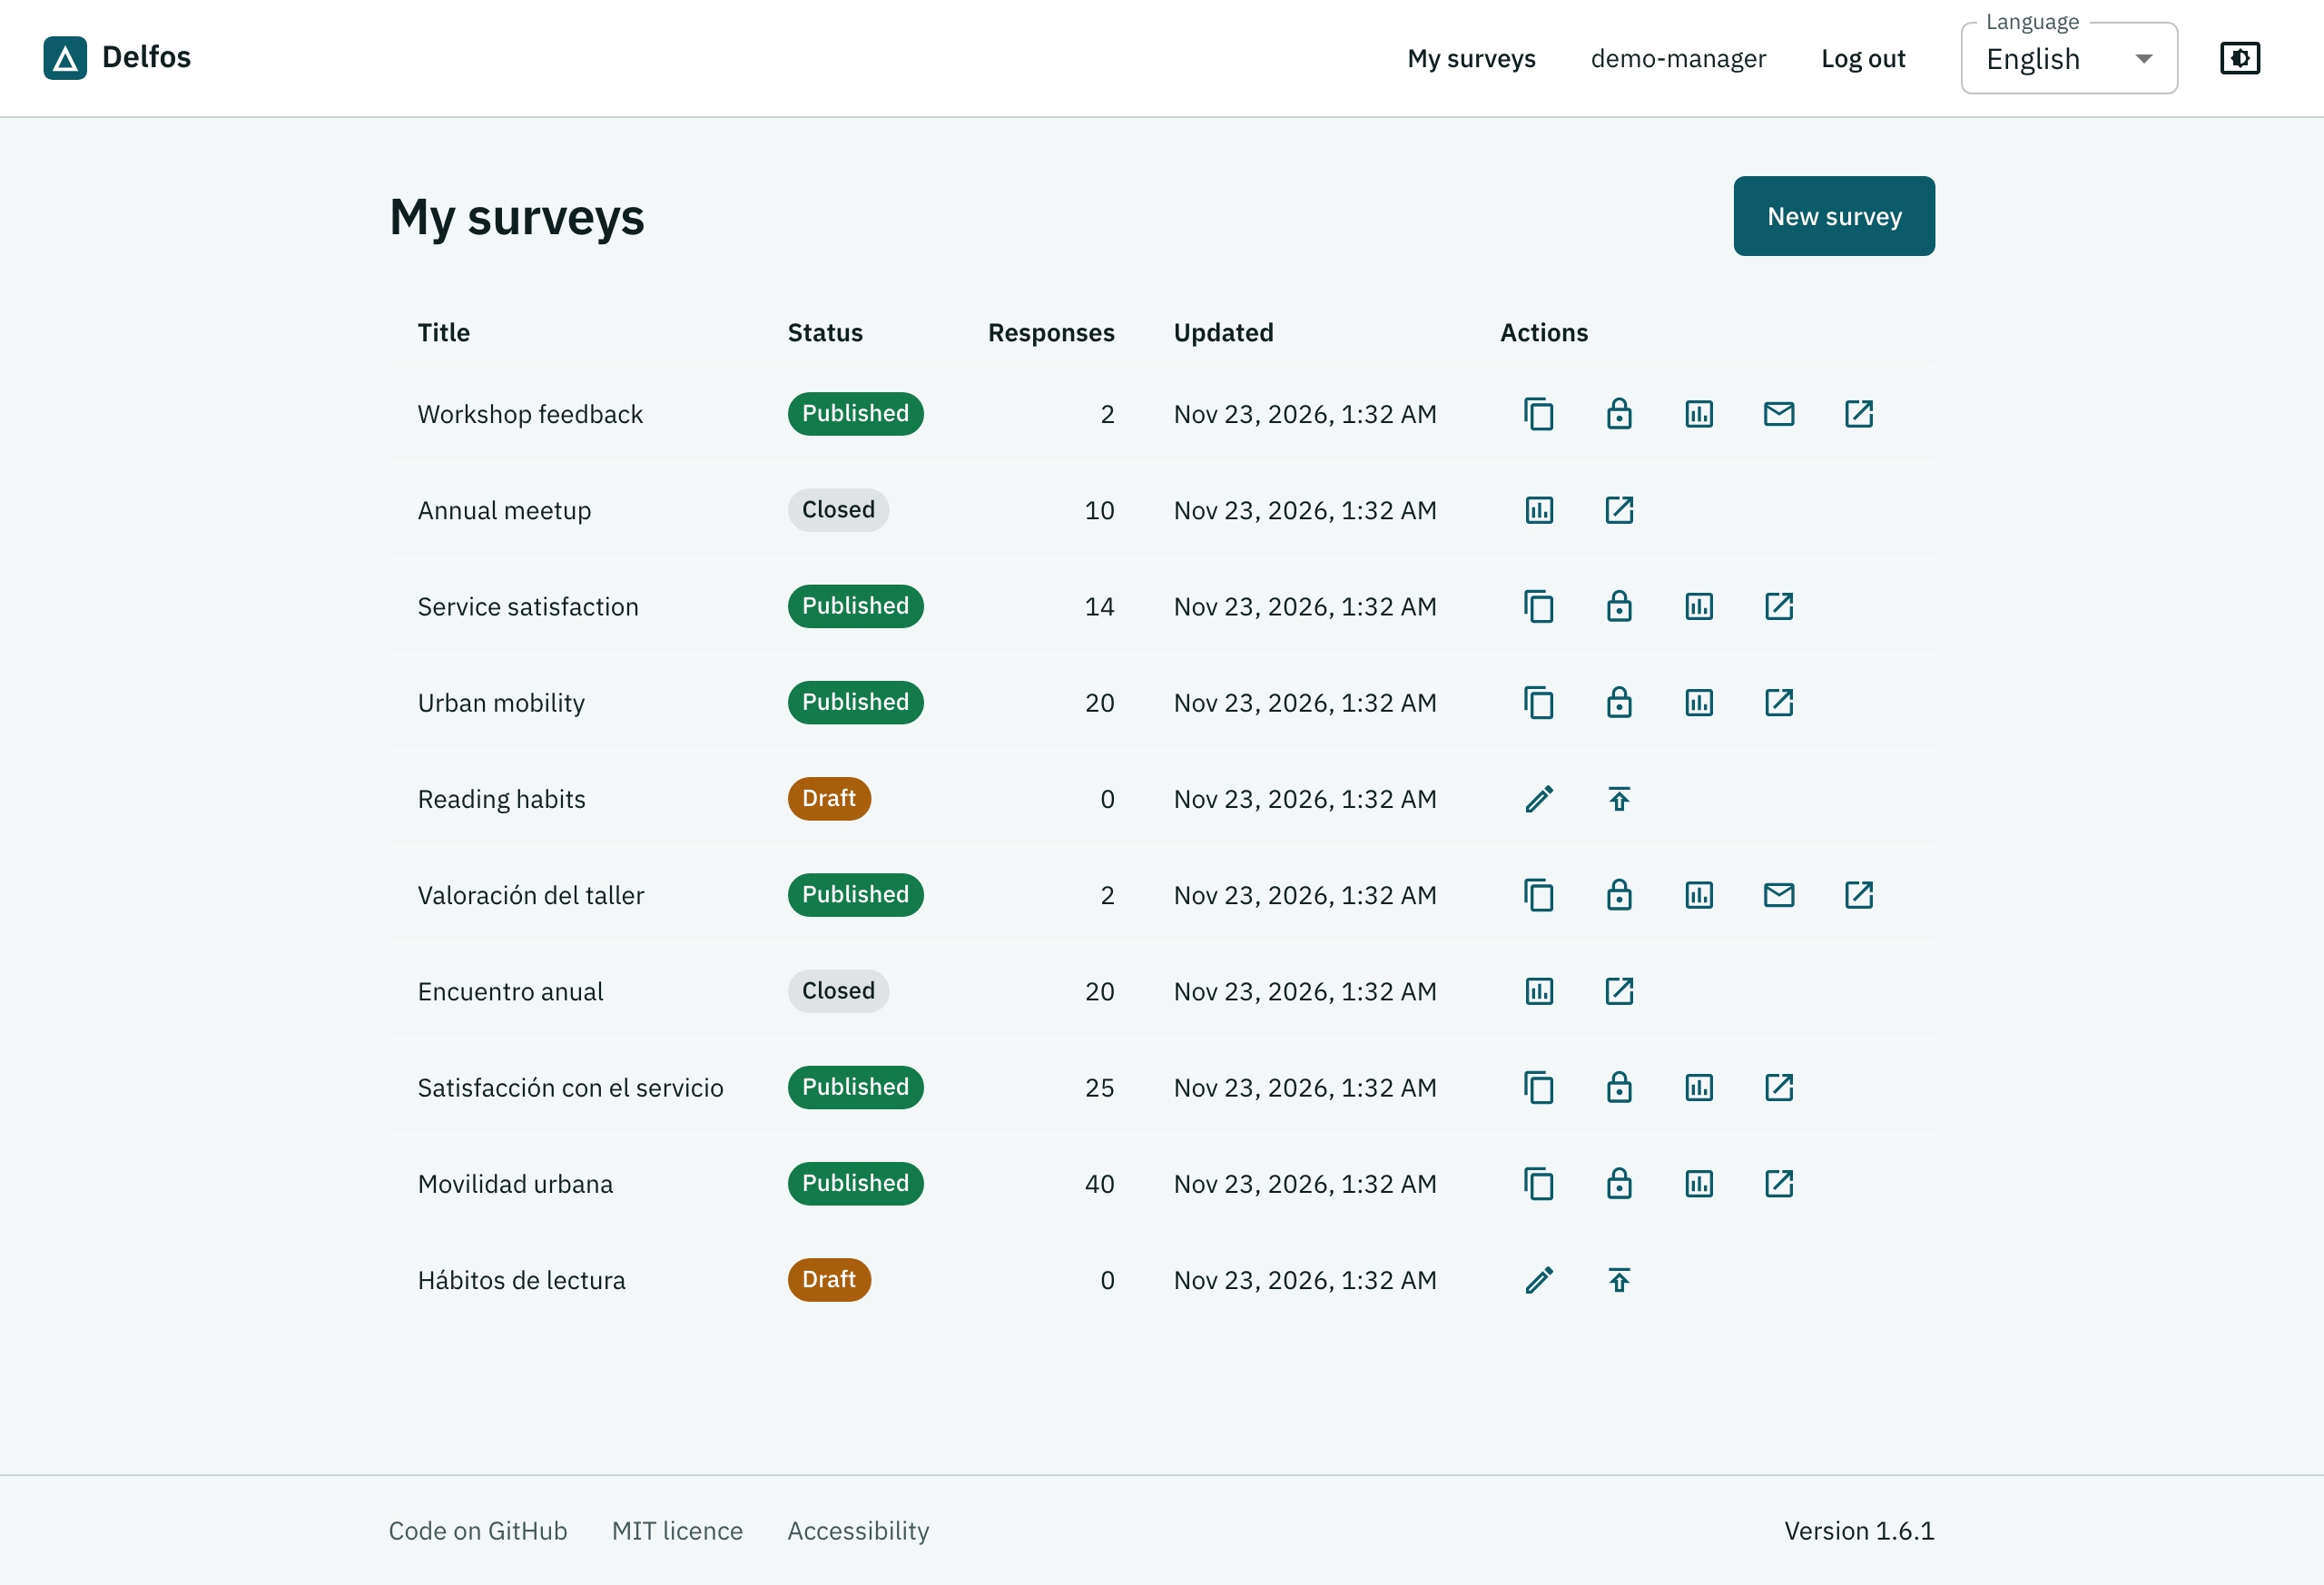 Delfos
My surveys
demo-manager
Log out
Language
English
My surveys
New survey
Title Status Responses Updated Actions
Workshop feedback Published 2 Nov 23, 2026, 1:32 AM
Annual meetup Closed 10 Nov 23, 2026, 1:32 AM
Service satisfaction Published 14 Nov 23, 2026, 1:32 AM
Urban mobility Published 20 Nov 23, 2026, 1:32 AM
Reading habits Draft 0 Nov 23, 2026, 1:32 AM
Valoración del taller Published 2 Nov 23, 2026, 1:32 AM
Encuentro anual Closed 20 Nov 23, 2026, 1:32 AM
Satisfacción con el servicio Published 25 Nov 23, 2026, 1:32 AM
Movilidad urbana Published 40 Nov 23, 2026, 1:32 AM
Hábitos de lectura Draft 0 Nov 23, 2026, 1:32 AM
Code on GitHub MIT licence Accessibility Version 1.6.1